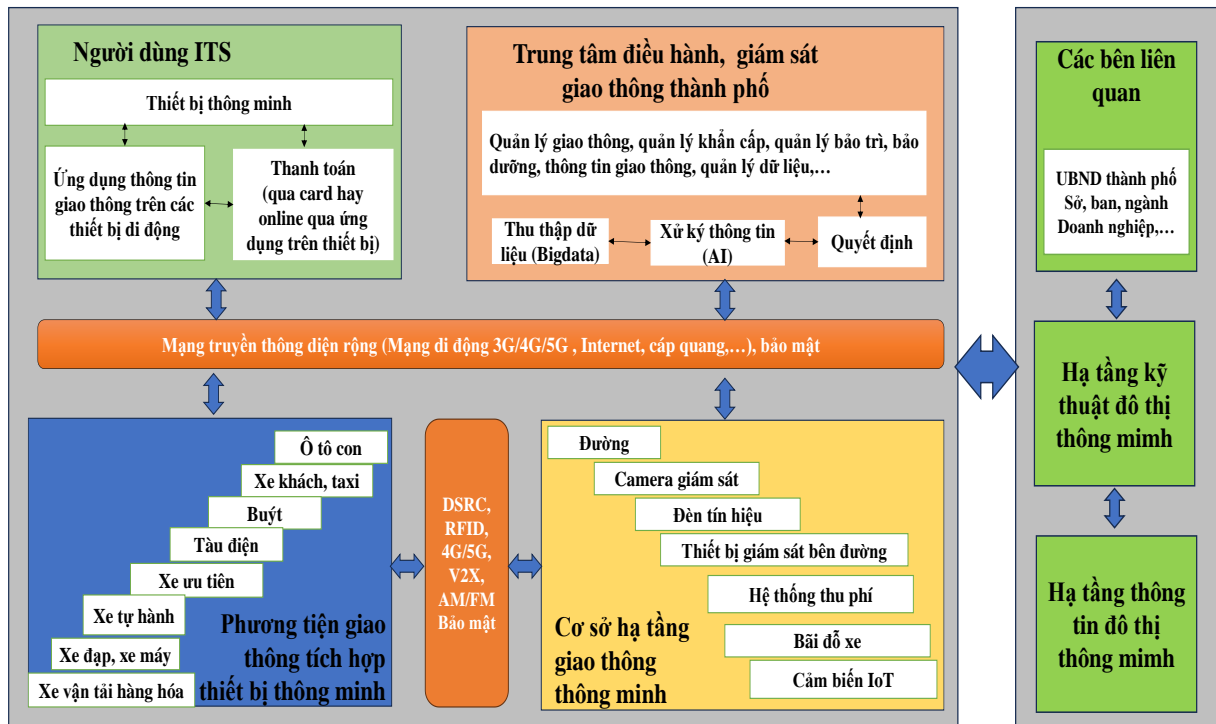 Người dùng ITS
Thiết bị thông minh
Ứng dụng thông tin
giao thông trên các
thiết bị di động
Thanh toán
(qua card hay
online qua ứng
dụng trên thiết bị)
Trung tâm điều hành, giám sát
giao thông thành phố
Quản lý giao thông, quản lý khẩn cấp, quản lý bảo trì, bảo
dưỡng, thông tin giao thông, quản lý dữ liệu,…
Thu thập dữ
liệu (Bigdata)
Xử ký thông tin
(AI)
Quyết định
Mạng truyền thông diện rộng (Mạng di động 3G/4G/5G , Internet, cáp quang,…), bảo mật
Ô tô con
Xe khách, taxi
Buýt
Tàu điện
Xe ưu tiên
Xe tự hành
Xe đạp, xe máy
Xe vận tải hàng hóa
Phương tiện giao
thông tích hợp
thiết bị thông minh
DSRC,
RFID,
4G/5G,
V2X,
AM/FM
Bảo mật
Đường
Camera giám sát
Đèn tín hiệu
Thiết bị giám sát bên đường
Hệ thống thu phí
Bãi đỗ xe
Cảm biến IoT
Cơ sở hạ tầng
giao thông
thông minh
Các bên liên
quan
UBND thành phố
Sở, ban, ngành
Doanh nghiệp,…
Hạ tầng kỹ
thuật đô thị
thông mimh
Hạ tầng thông
tin đô thị
thông mimh